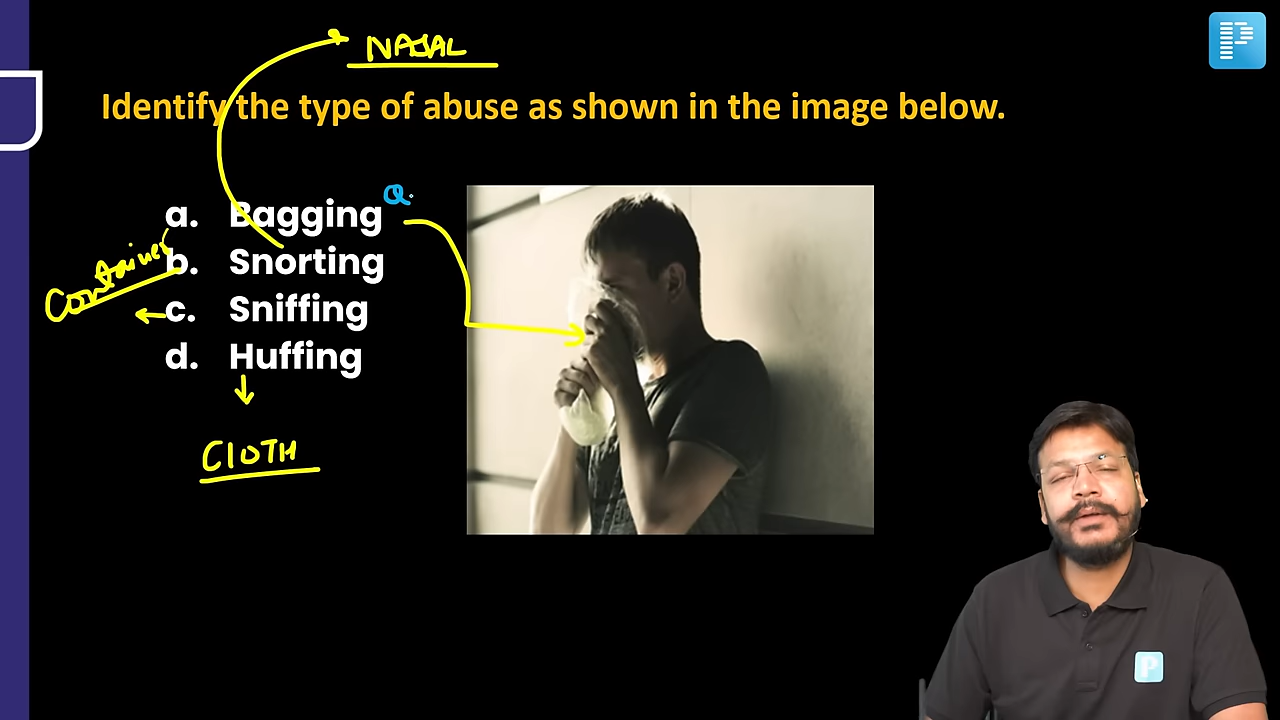 NASAL
Identify the type of abuse as shown in the image below.
a. Bagging Q.
b. Snorting
Container
c. Sniffing
d. Huffing
ClOTH
P
P